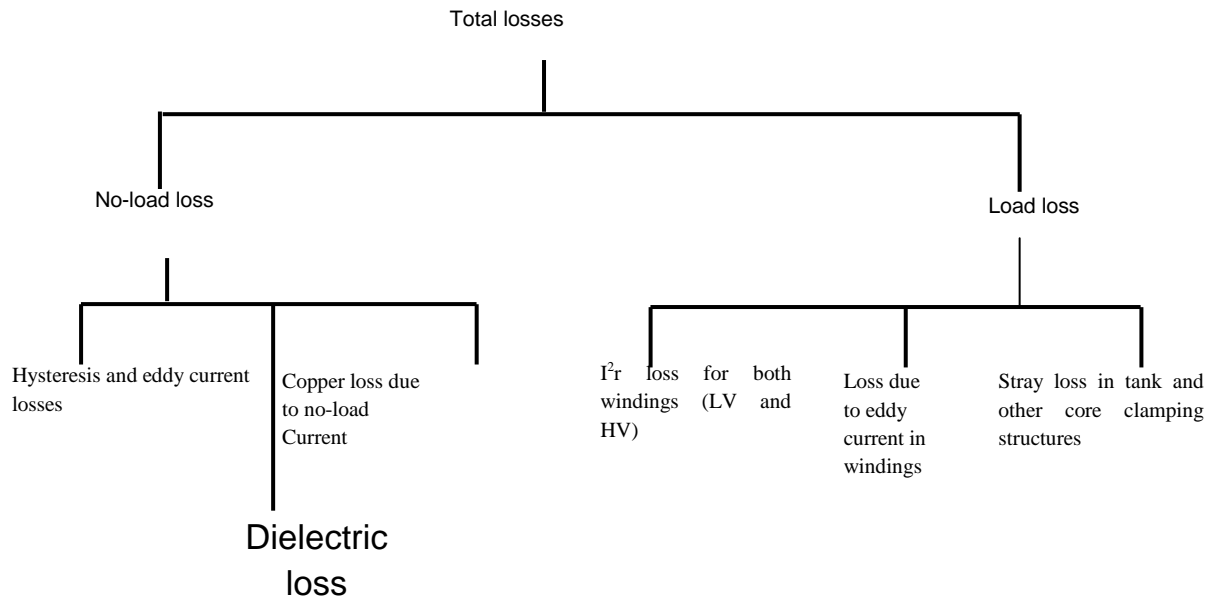 Total losses
No-load loss
Load loss
Hysteresis and eddy current
losses
Copper loss due
to no-load
Current
I²r loss for both
windings (LV and
HV)
Loss due
to eddy
current in
windings
Stray loss in tank and
other core clamping
structures
Dielectric
loss